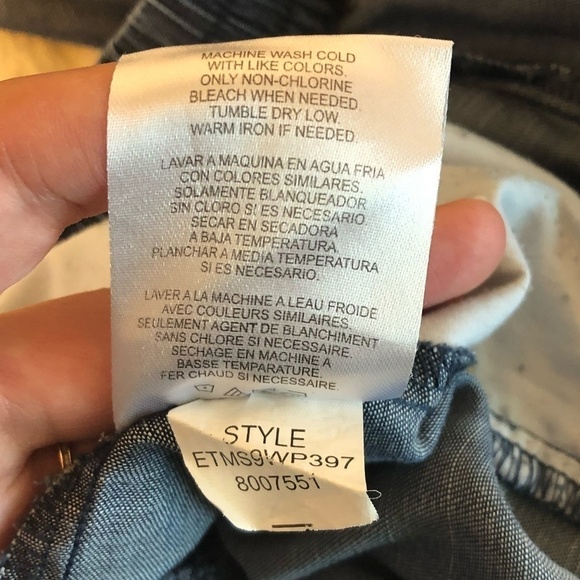 MACHINE WASH COLD
WITH LIKE COLORS,
ONLY NON-CHLORINE
BLEACH WHEN NEEDED,
TUMBLE DRY LOW.
WARM IRON IF NEEDED.
LAVAR A MAQUINA EN AGUA FRIA
CON COLORES SIMILARES.
SOLAMENTE BLANQUEADOR
SIN CLORO SI ES NECESARIO.
SECAR EN SECADORA
A BAJA TEMPERATURA.
PLANCHAR A MEDIA TEMPERATURA
SI ES NECESARIO.
LAVER A LA MACHINE A LEAU FROIDE
AVEC COULEURS SIMILAIRES.
SEULEMENT AGENT DE BLANCHIMENT
SANS CHLORE SI NECESSAIRE.
SECHAGE EN MACHINE A
BASSE TEMPARATURE.
FER CHAUD SI NECESSAIRE.
STYLE
ETMS9WP397
8007551